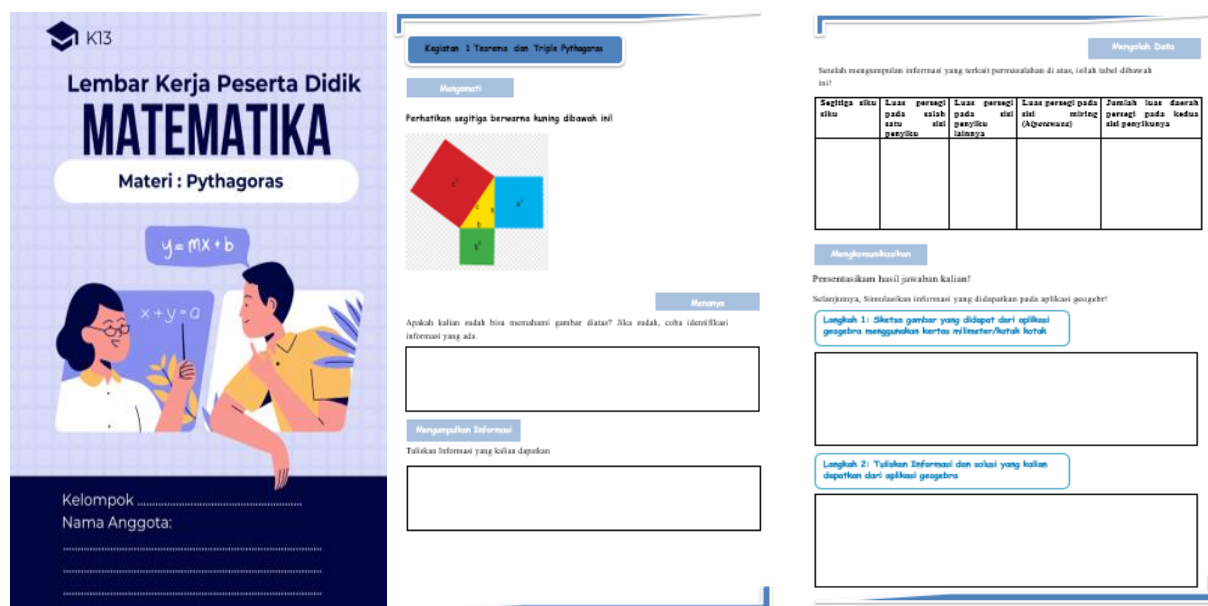 K13
Lembar Kerja Peserta Didik
MATEMATIKA
Materi : Pythagoras
y = mx + b
x + y = a
Kelompok
Nama Anggota:
Kegiatan 1 Teorema dan Triple Pythagoras
Mengamati
Perhatikan segitiga berwarna kuning dibawah ini!
c²
c
a
a²
b
b²
Menanya
Apakah kalian sudah bisa memahami gambar diatas? Jika sudah, coba identifikasi
informasi yang ada.
Mengumpulkan Informasi
Tuliskan Informasi yang kalian dapatkan
Mengolah Data
Setelah mengumpulan informasi yang terkait permasalahan di atas, isilah tabel dibawah
ini!
Segitiga siku
siku
Luas persegi
pada salah
satu sisi
penyiku
Luas persegi
pada sisi
penyiku
lainnya
Luas persegi pada
sisi miring
(hipotenusa)
Jumlah luas daerah
persegi pada kedua
sisi penyikunya
Mengkomunikasikan
Persentasikam hasil jawaban kalian!
Selanjutnya, Simulasikan informasi yang didapatkan pada aplikasi geogebr!
Langkah 1: Sketsa gambar yang didapat dari aplikasi
geogebra menggunakan kertas milimeter/kotak kotak
Langkah 2: Tuliskan Informasi dan solusi yang kalian
dapatkan dari aplikasi geogebra